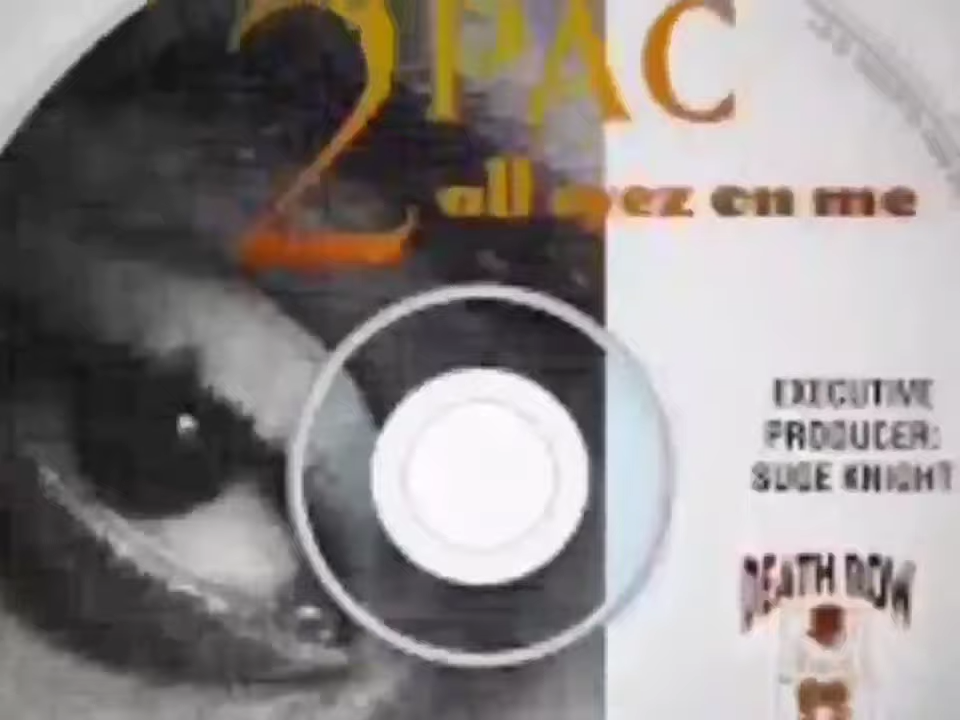 2PAC
all eyez on me
EXECUTIVE
PRODUCER:
SUGE KNIGHT
DEATH ROW